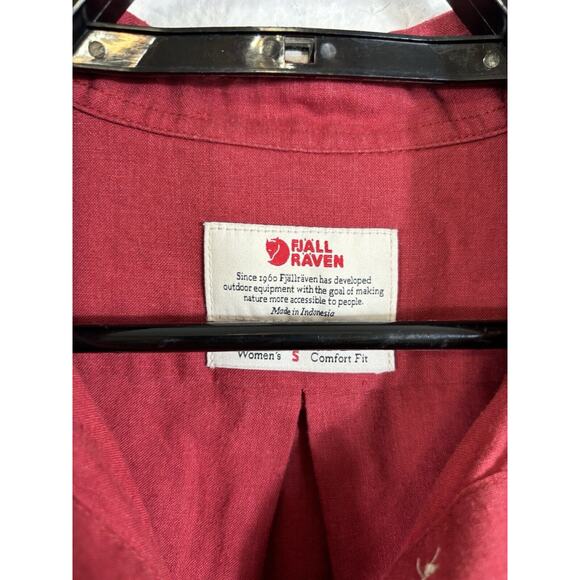 FJÄLL
RÄVEN
Since 1960 Fjällräven has developed
outdoor equipment with the goal of making
nature more accessible to people.
Made in Indonesia
Women's S Comfort Fit